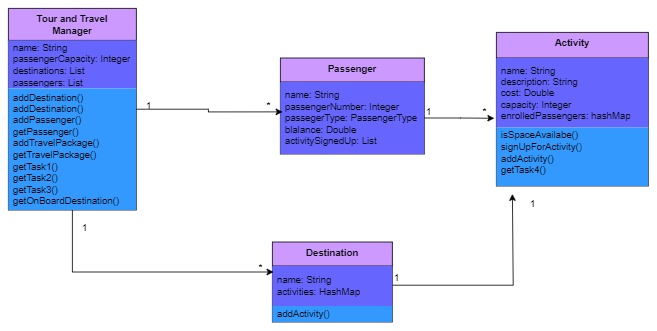 Tour and Travel
Manager
name: String
passengerCapacity: Integer
destinations: List
passengers: List
addDestination()
addDestination()
addPassenger()
getPassenger()
addTravelPackage()
getTravelPackage()
getTask1()
getTask2()
getTask3()
getOnBoardDestination()
1
*
Passenger
name: String
passengerNumber: Integer
passegerType: PassengerType
blalance: Double
activitySignedUp: List
1
*
Activity
name: String
description: String
cost: Double
capacity: Integer
enrolledPassengers: hashMap
isSpaceAvailabe()
signUpForActivity()
addActivity()
getTask4()
1
1
*
Destination
name: String
activities: HashMap
addActivity()
1